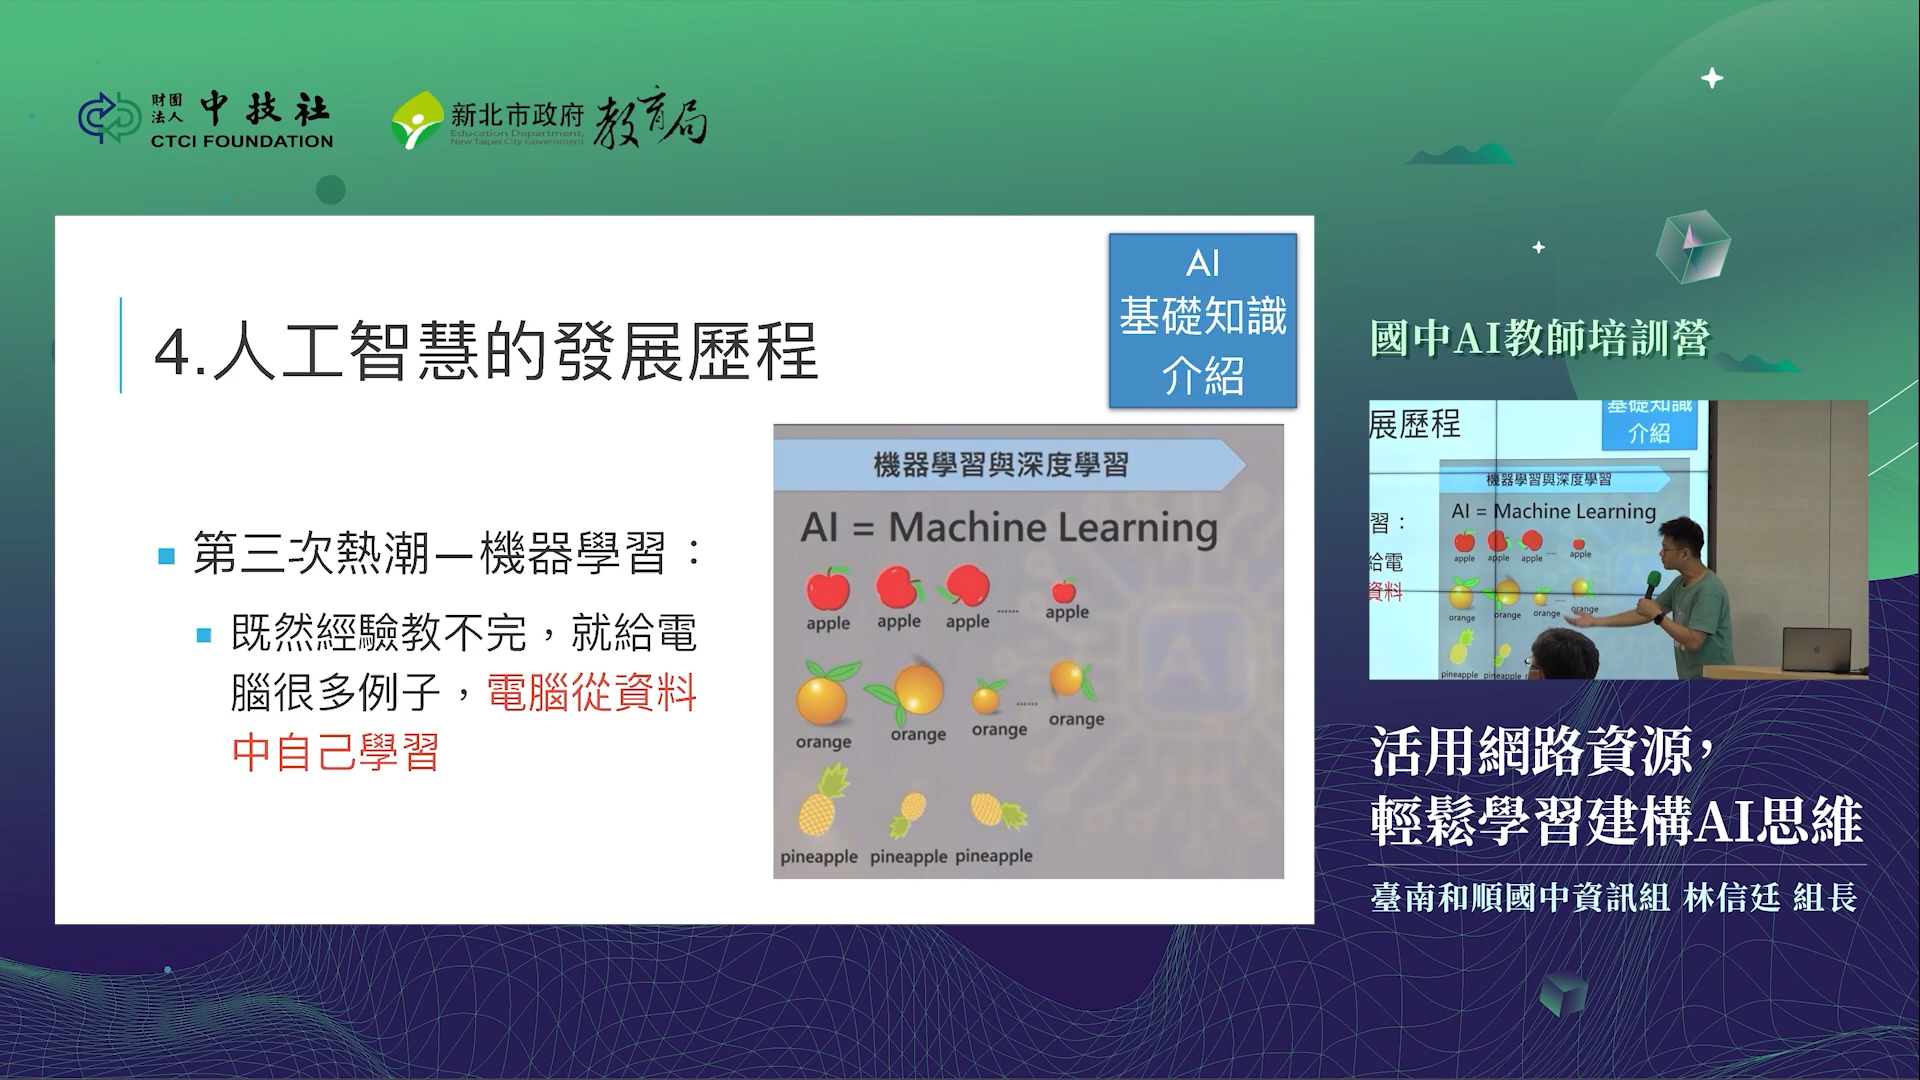 財團法人 中技社
CTCI FOUNDATION
新北市政府 教育局
Education Department,
New Taipei City Government
AI
基礎知識
介紹
4.人工智慧的發展歷程
第三次熱潮—機器學習：
既然經驗教不完，就給電
腦很多例子，電腦從資料
中自己學習
機器學習與深度學習
AI = Machine Learning
apple apple apple ...... apple
orange orange orange ...... orange
pineapple pineapple pineapple
國中AI教師培訓營
展歷程
基礎知識
介紹
機器學習與深度學習
習：
AI = Machine Learning
給電
資料
apple apple apple apple
orange orange orange orange
pineapple pineapple
活用網路資源，
輕鬆學習建構AI思維
臺南和順國中資訊組 林信廷 組長